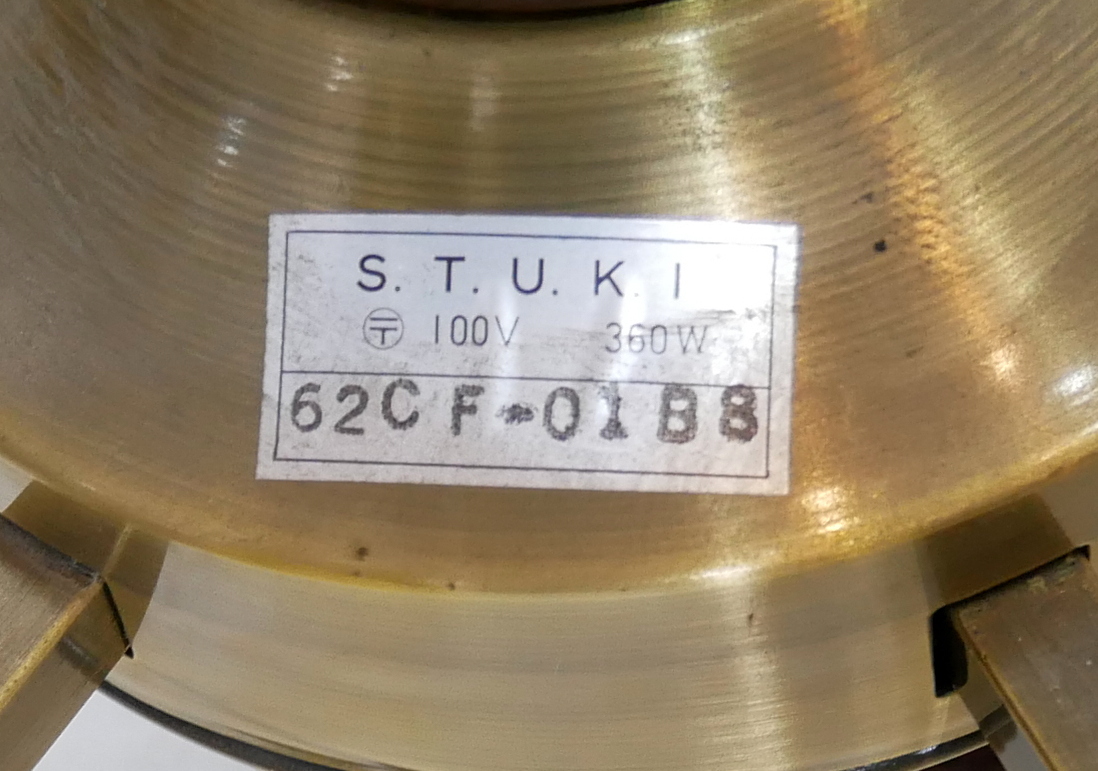 S. T. U. K. I
〶 100V 360W
62CF-01B8